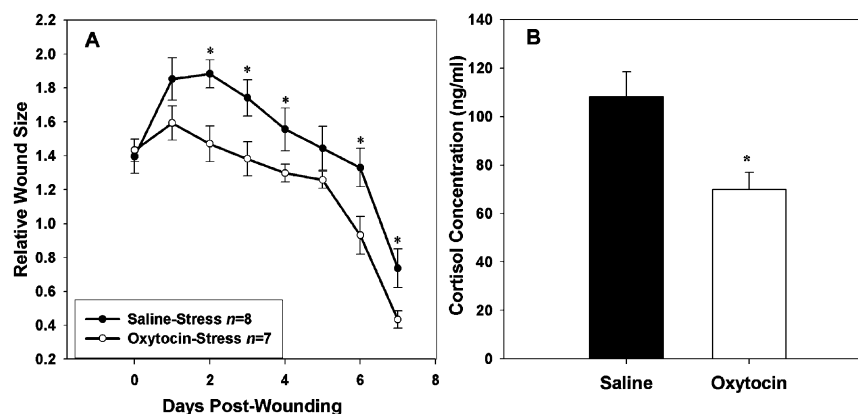 A
Relative Wound Size
2.2
2.0
1.8
1.6
1.4
1.2
1.0
0.8
0.6
0.4
0.2
* * * * *
Saline-Stress n=8
Oxytocin-Stress n=7
0 2 4 6 8
Days Post-Wounding
B
Cortisol Concentration (ng/ml)
140
120
100
80
60
40
20
0
*
Saline Oxytocin